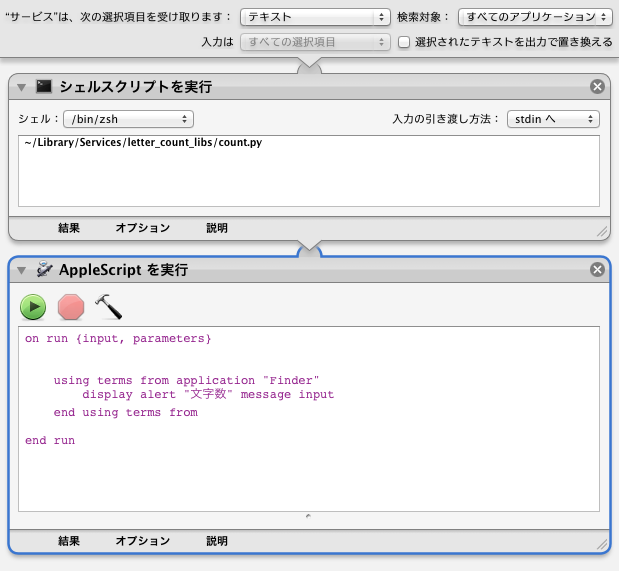 “サービス”は、次の選択項目を受け取ります： テキスト 検索対象： すべてのアプリケーション
入力は すべての選択項目 選択されたテキストを出力で置き換える
シェルスクリプトを実行
シェル： /bin/zsh 入力の引き渡し方法： stdin へ
~/Library/Services/letter_count_libs/count.py
結果 オプション 説明
AppleScript を実行
on run {input, parameters}
using terms from application "Finder"
display alert "文字数" message input
end using terms from
end run
結果 オプション 説明